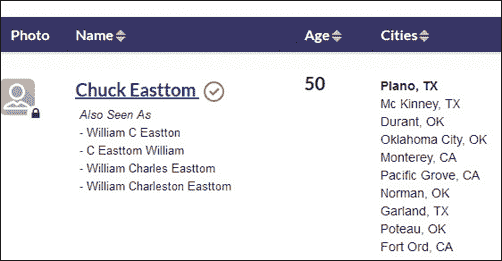 Photo Name Age Cities
Chuck Easttom 50 Plano, TX
Also Seen As
- William C Eastton
- C Easttom William
- William Charles Easttom
- William Charleston Easttom
Mc Kinney, TX
Durant, OK
Oklahoma City, OK
Monterey, CA
Pacific Grove, CA
Norman, OK
Garland, TX
Poteau, OK
Fort Ord, CA